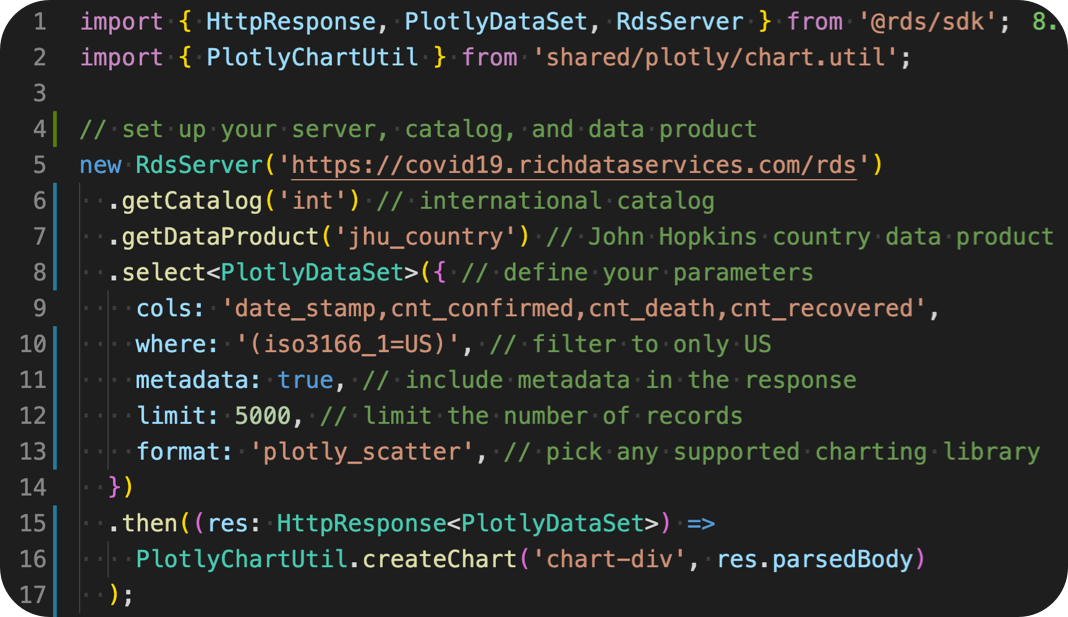 1 import { HttpResponse, PlotlyDataSet, RdsServer } from '@rds/sdk'; 8.
2 import { PlotlyChartUtil } from 'shared/plotly/chart.util';
3
4 // set up your server, catalog, and data product
5 new RdsServer('https://covid19.richdataservices.com/rds')
6 .getCatalog('int') // international catalog
7 .getDataProduct('jhu_country') // John Hopkins country data product
8 .select<PlotlyDataSet>({ // define your parameters
9 cols: 'date_stamp,cnt_confirmed,cnt_death,cnt_recovered',
10 where: '(iso3166_1=US)', // filter to only US
11 metadata: true, // include metadata in the response
12 limit: 5000, // limit the number of records
13 format: 'plotly_scatter', // pick any supported charting library
14 })
15 .then((res: HttpResponse<PlotlyDataSet>) =>
16 PlotlyChartUtil.createChart('chart-div', res.parsedBody)
17 );